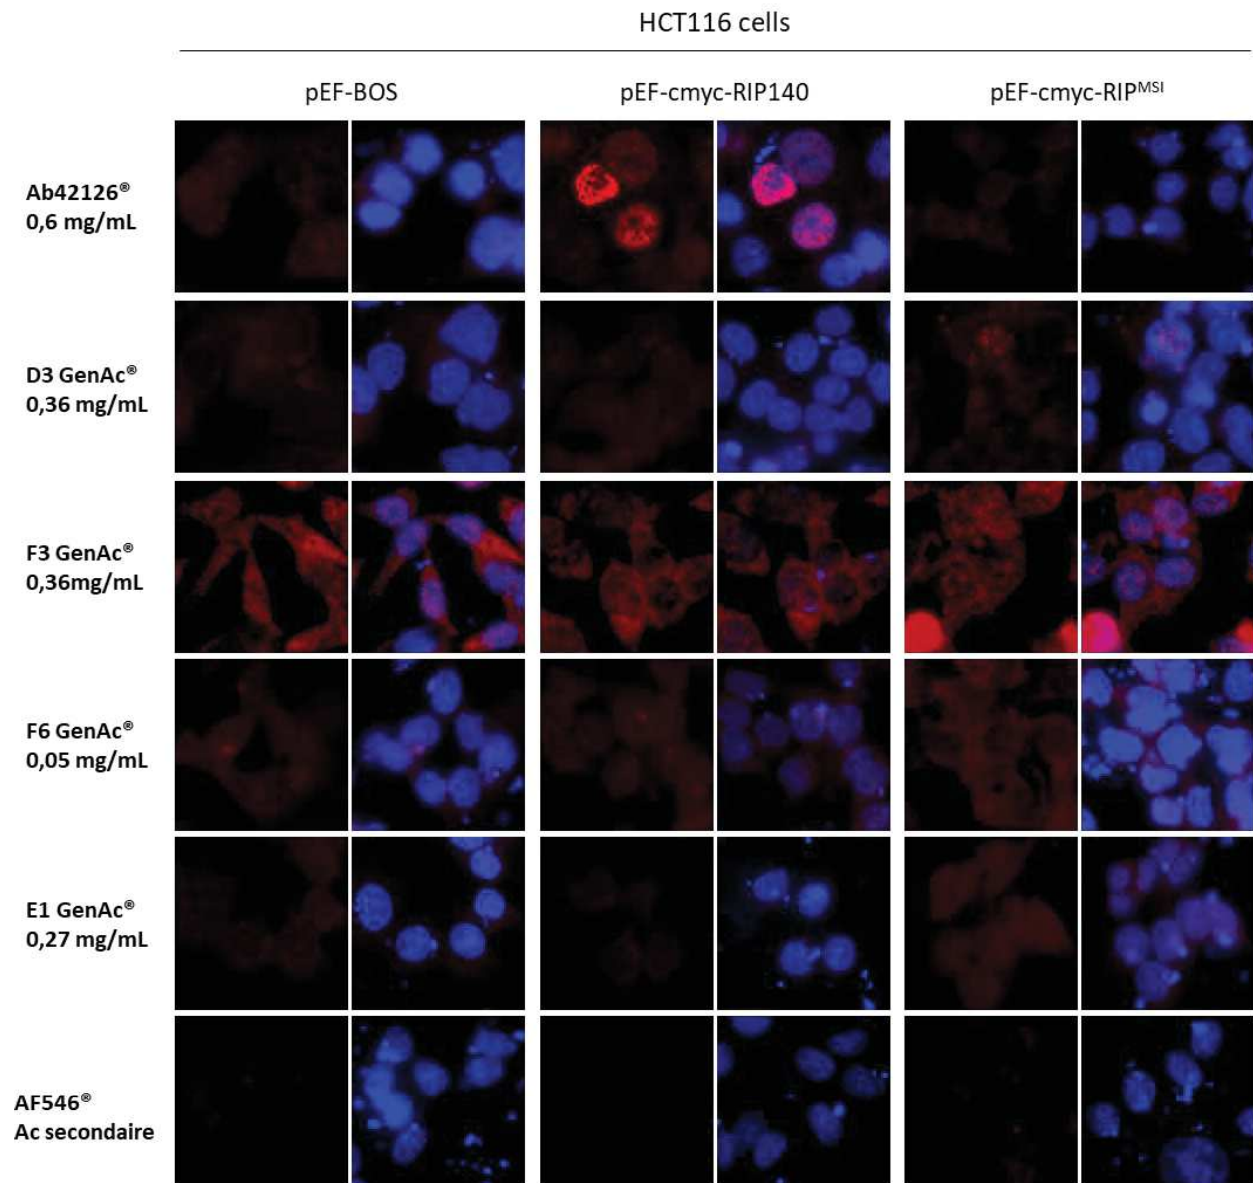 HCT116 cells
pEF-BOS pEF-cmyc-RIP140 pEF-cmyc-RIPᴹˢᴵ
Ab42126®
0,6 mg/mL
D3 GenAc®
0,36 mg/mL
F3 GenAc®
0,36mg/mL
F6 GenAc®
0,05 mg/mL
E1 GenAc®
0,27 mg/mL
AF546®
Ac secondaire